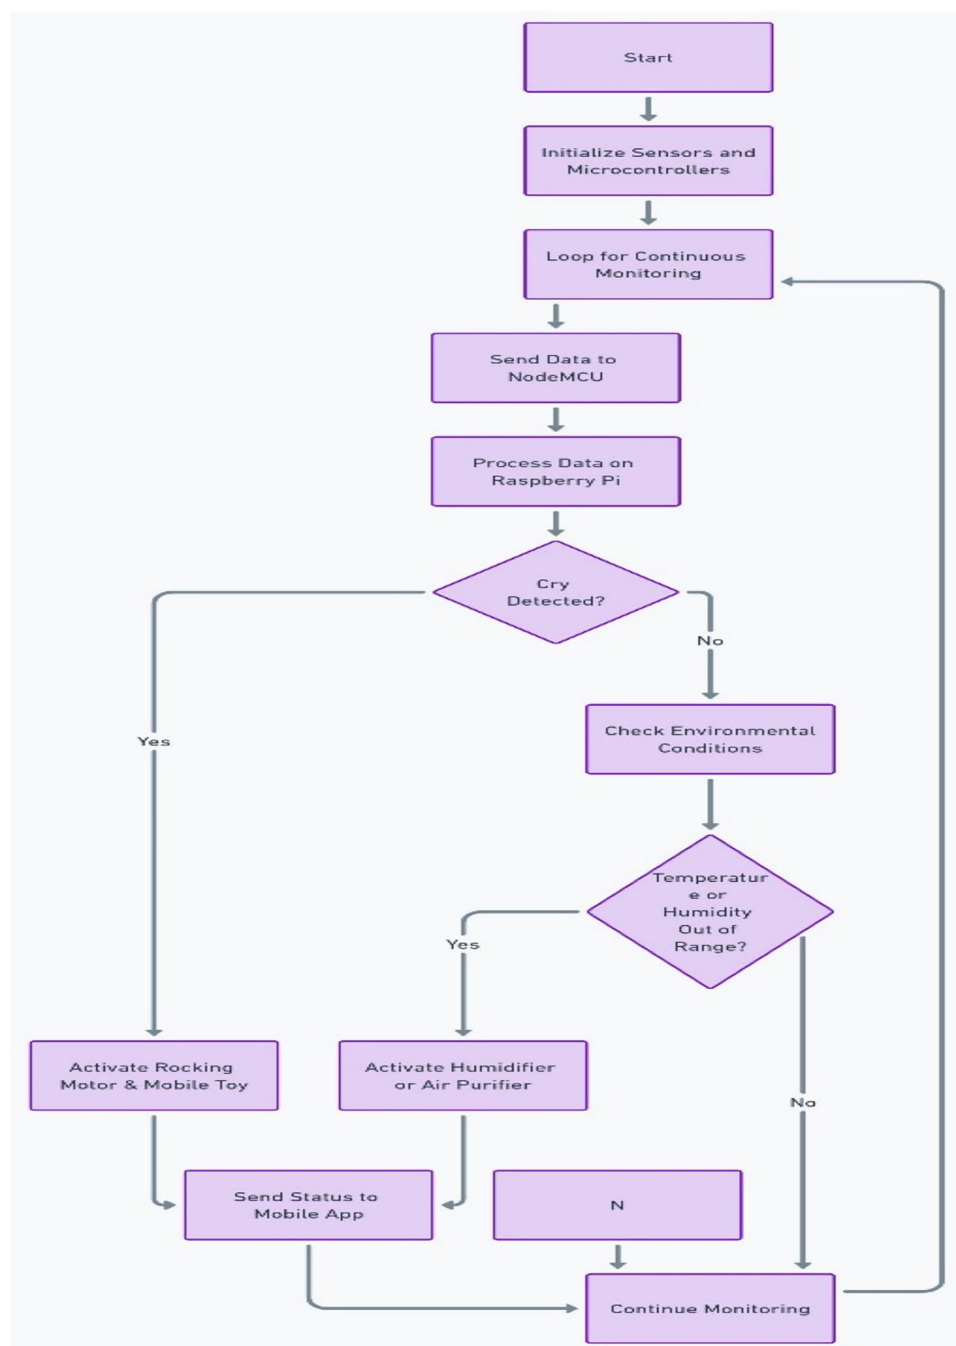 Start
Initialize Sensors and
Microcontrollers
Loop for Continuous
Monitoring
Send Data to
NodeMCU
Process Data on
Raspberry Pi
Cry
Detected?
No
Yes
Check Environmental
Conditions
Temperatur
e or
Humidity
Out of
Range?
Yes
Activate Rocking
Motor & Mobile Toy
Activate Humidifier
or Air Purifier
No
Send Status to
Mobile App
N
Continue Monitoring